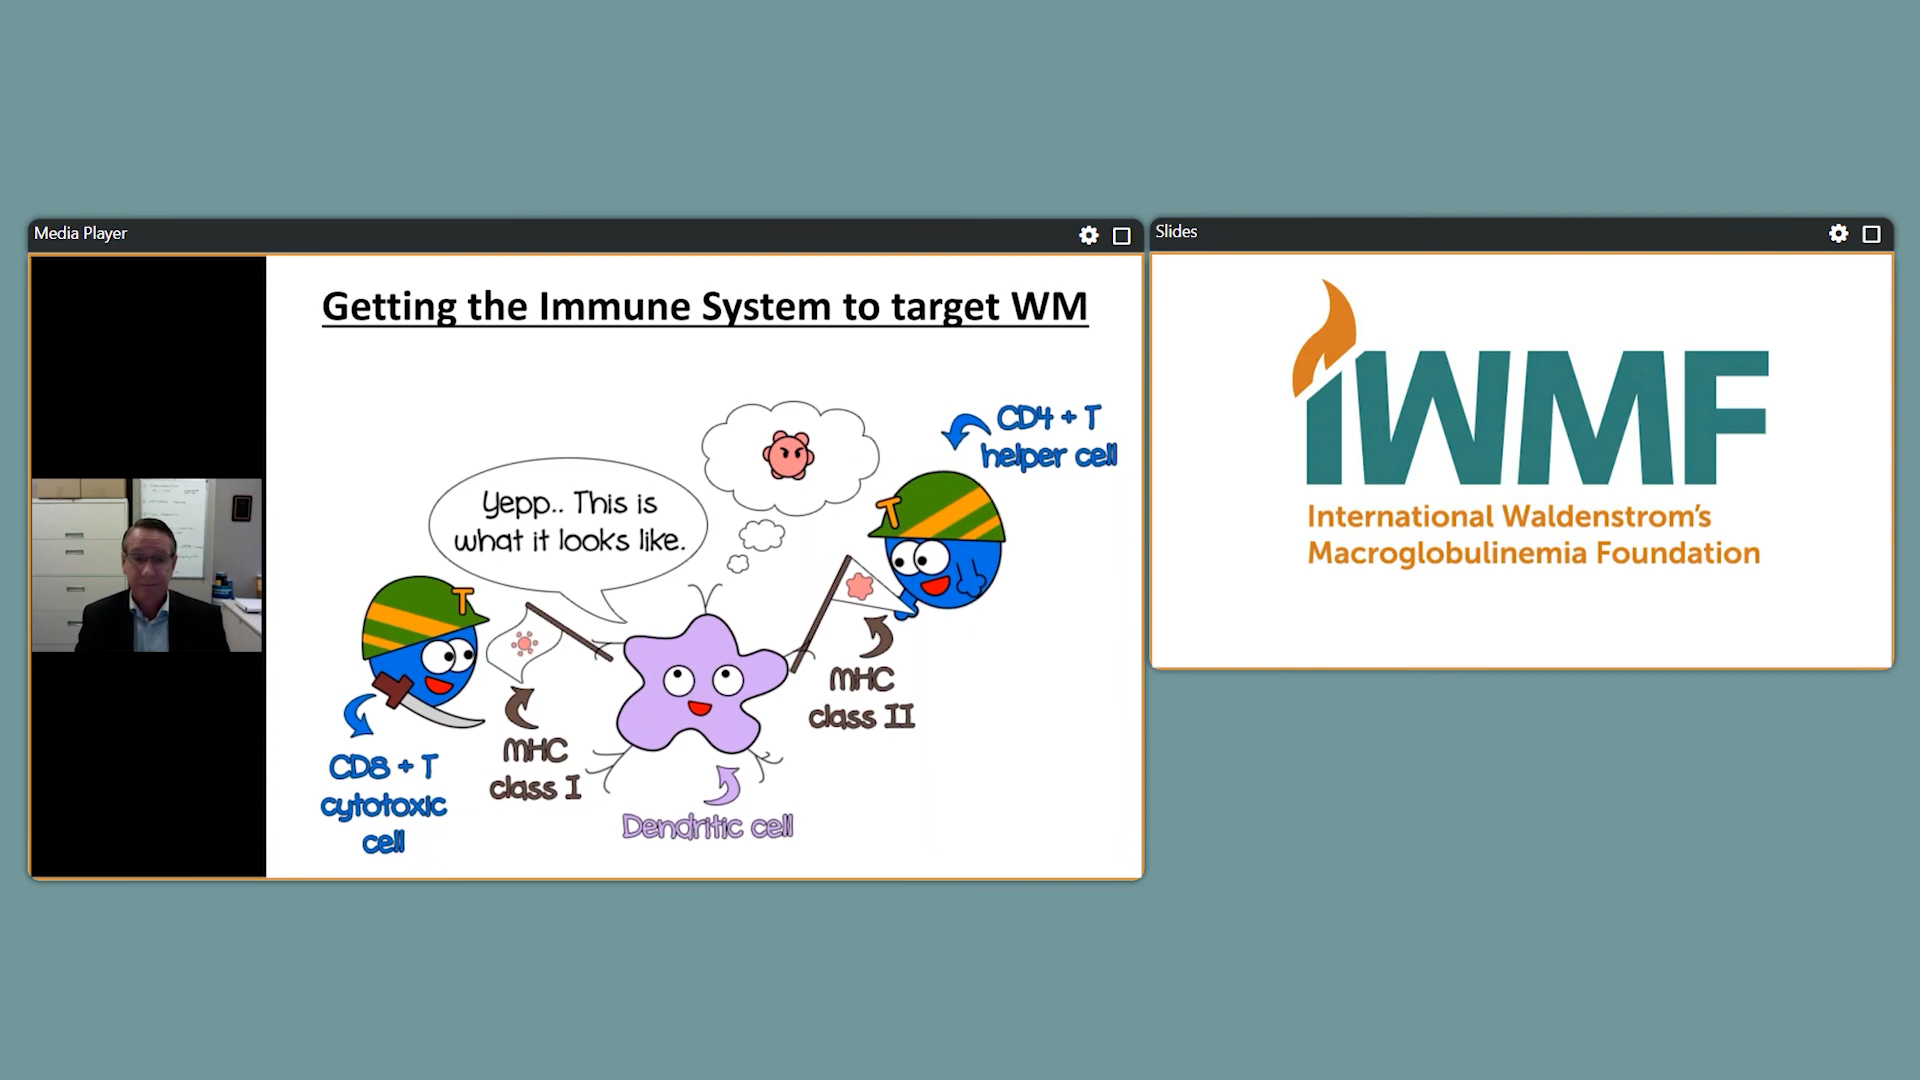 Media Player
Getting the Immune System to target WM
CD4 + T
helper cell
T
Yepp.. This is
what it looks like.
T
MHC
class II
MHC
class I
CD8 + T
cytotoxic
cell
Dendritic cell
Slides
IWMF
International Waldenstrom’s
Macroglobulinemia Foundation